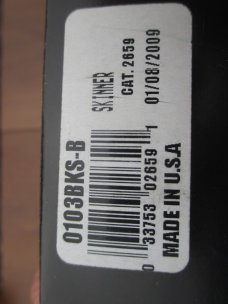 SKINNER
CAT. 2659
01/08/2009
0103BKS-B
0 33753 02659 1
MADE IN U.S.A